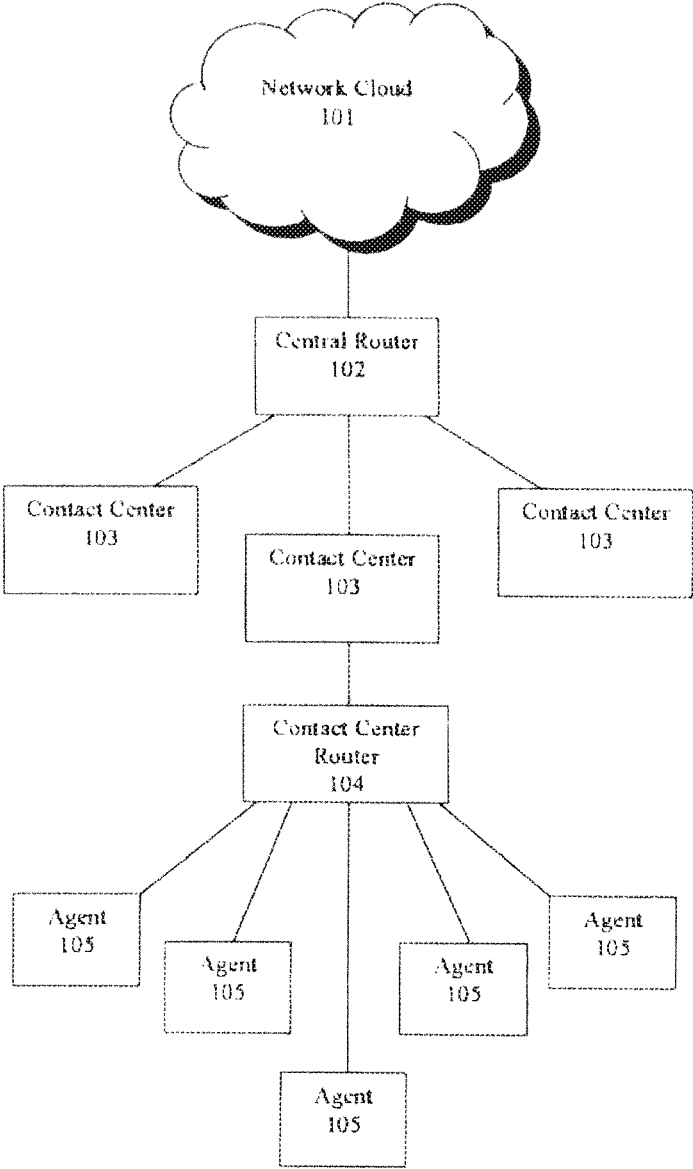 Network Cloud
101
Central Router
102
Contact Center
103
Contact Center
103
Contact Center
103
Contact Center
Router
104
Agent
105
Agent
105
Agent
105
Agent
105
Agent
105